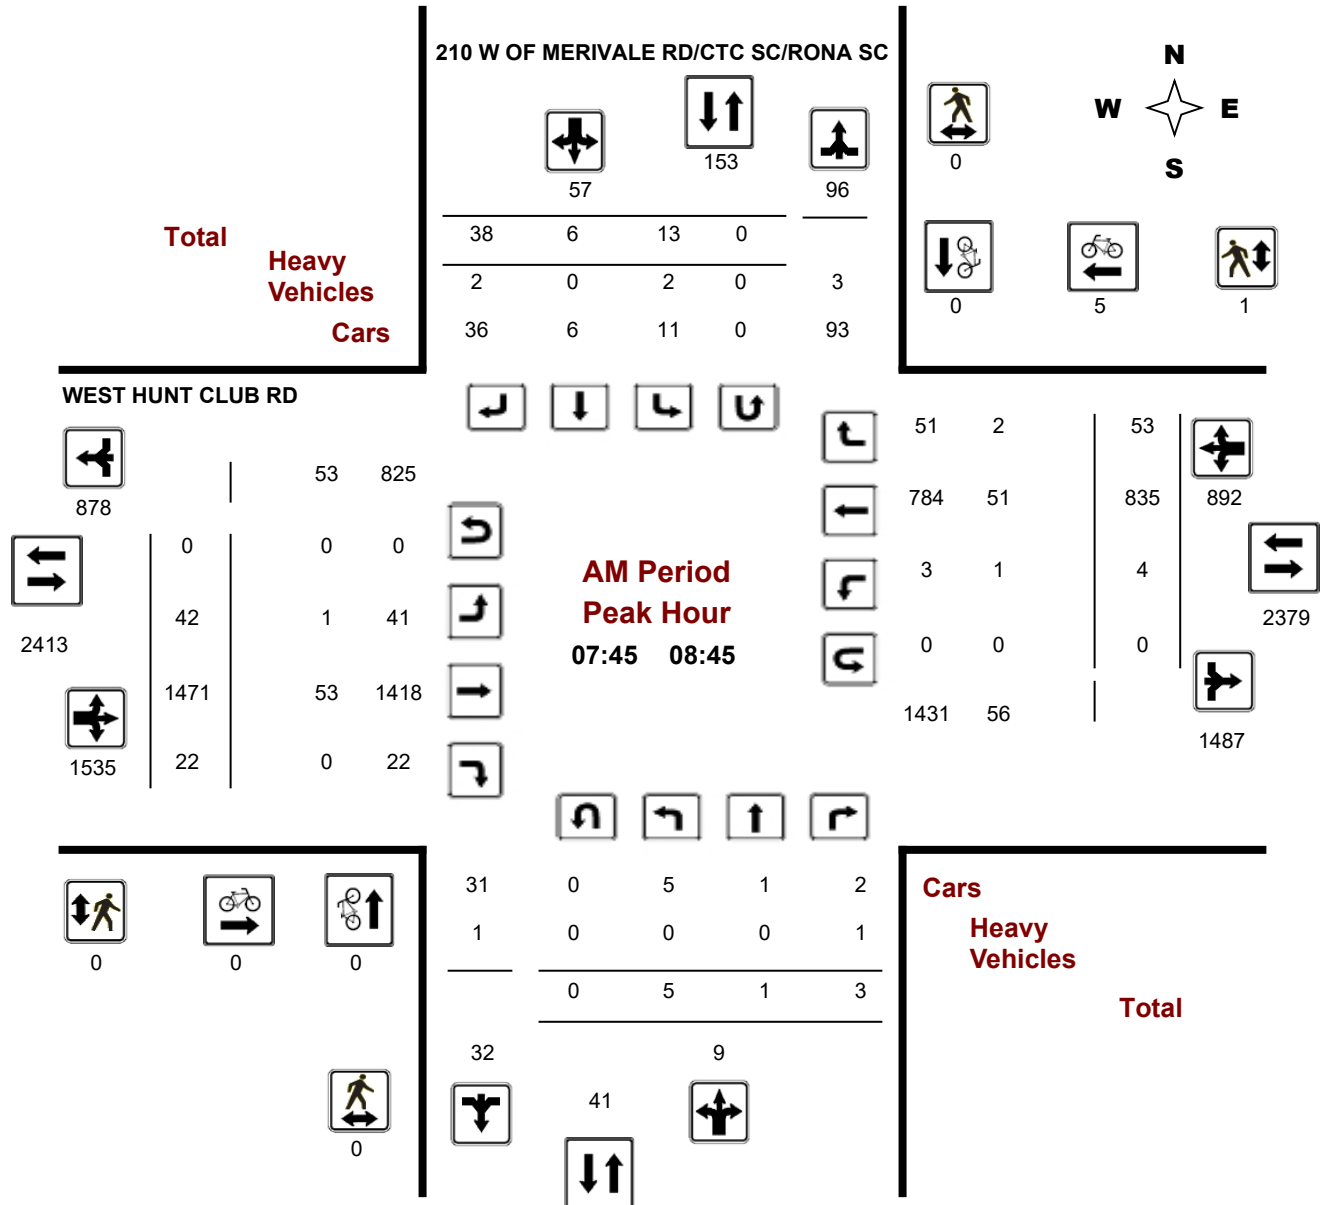 210 W OF MERIVALE RD/CTC SC/RONA SC
N
W E
S
153
0
57
96
Total
38 6 13 0
Heavy
Vehicles
2 0 2 0 3
0 5 1
Cars
36 6 11 0 93
WEST HUNT CLUB RD
51 2 53
53 825
878
784 51 835 892
0 0 0
AM Period
3 1 4
42 1 41
Peak Hour
2379
2413
07:45 08:45
0 0 0
1471 53 1418
1431 56
1487
1535
22 0 22
31 0 5 1 2
Cars
1 0 0 0 1
Heavy
Vehicles
0 0 0
0 5 1 3
Total
32 9
41
0